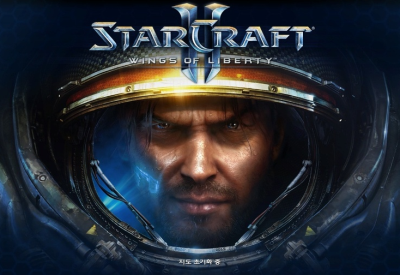 STARCRAFT
II
WINGS OF LIBERTY
지도 초기화 중